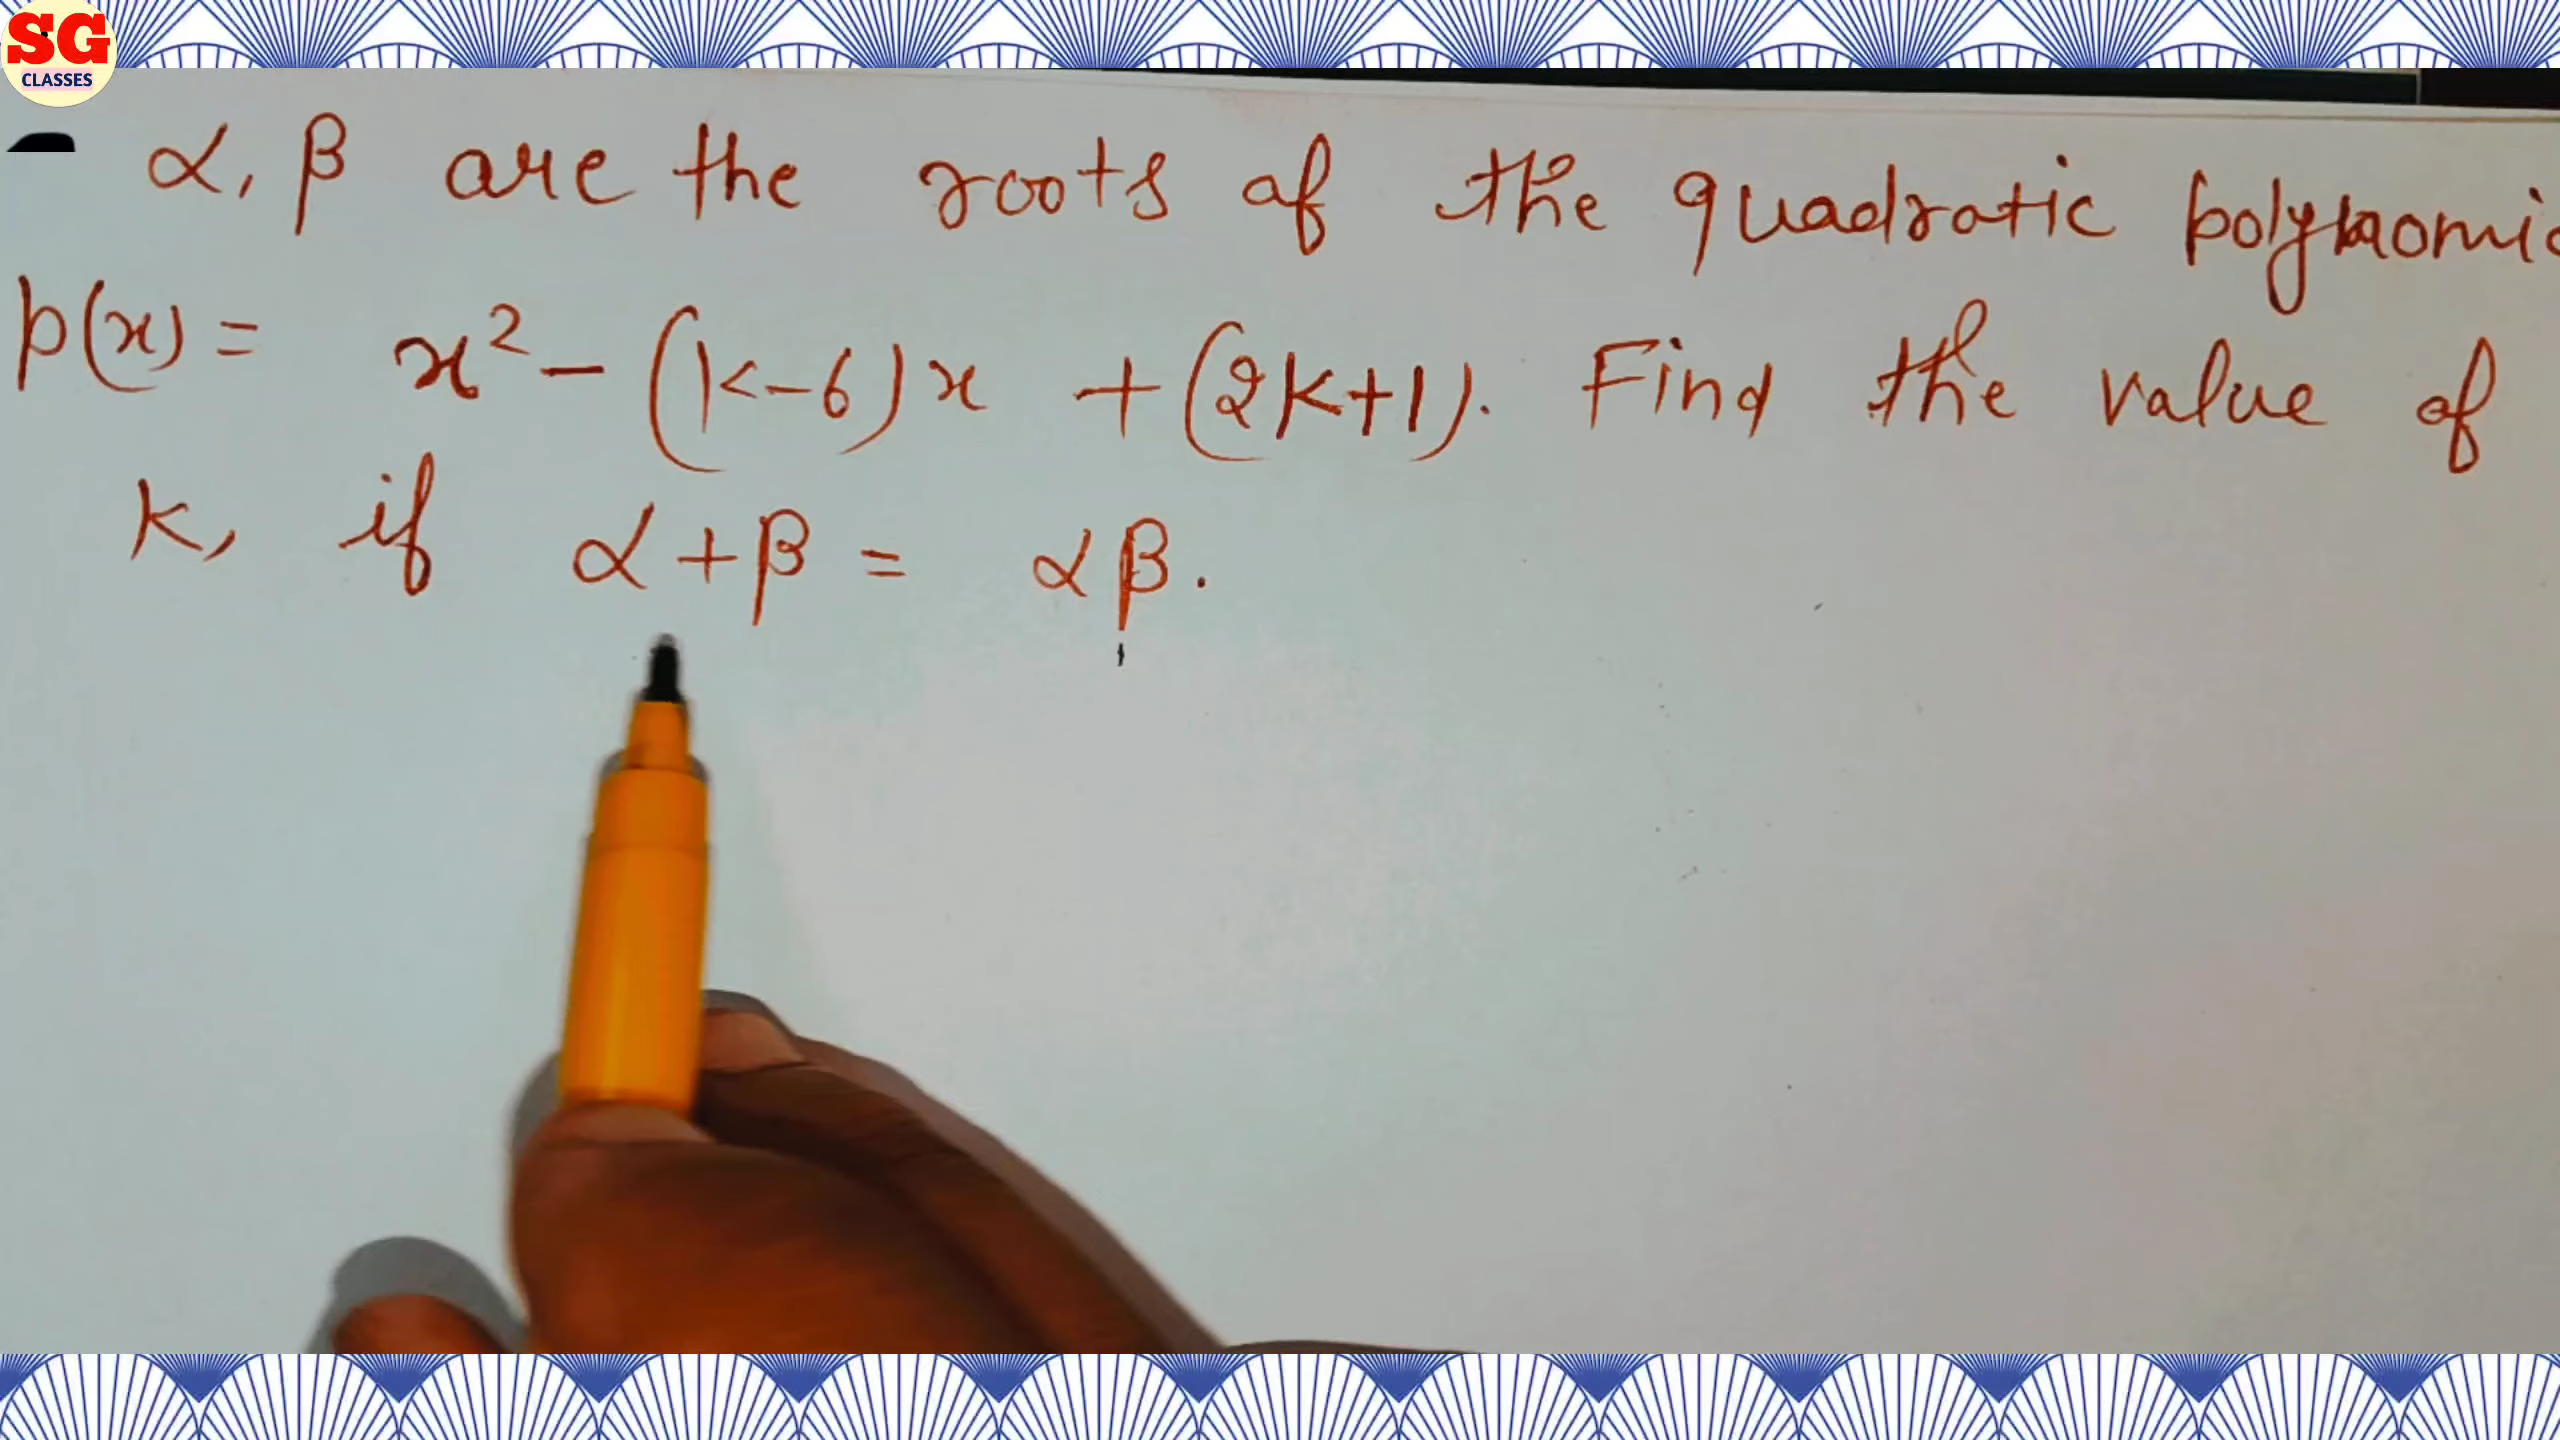 SG
CLASSES
α, β are the roots of the quadratic polynomi
p(x) = x² - (k-6)x + (2k+1). Find the value of
k, if α + β = αβ.